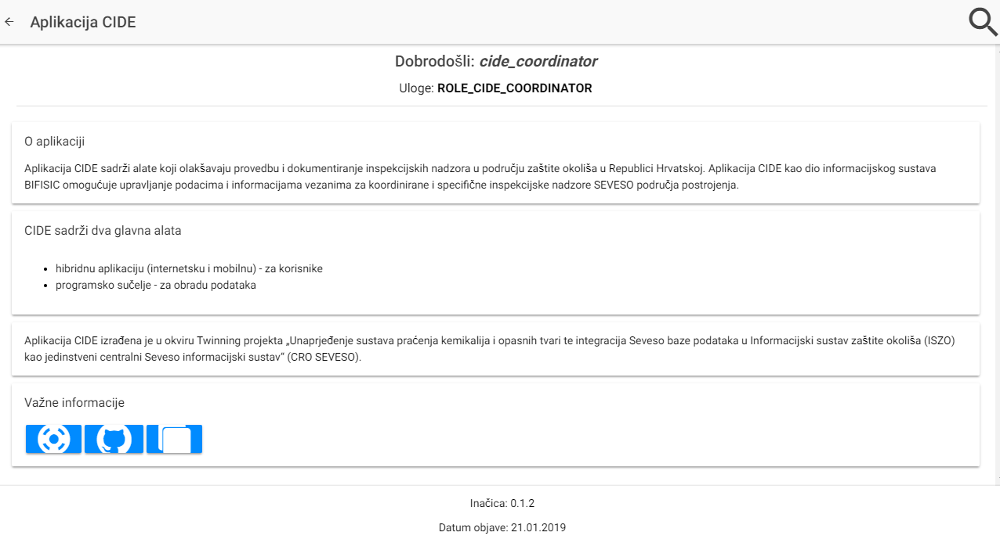 Aplikacija CIDE
Dobrodošli: cide_coordinator
Uloge: ROLE_CIDE_COORDINATOR
O aplikaciji
Aplikacija CIDE sadrži alate koji olakšavaju provedbu i dokumentiranje inspekcijskih nadzora u području zaštite okoliša u Republici Hrvatskoj. Aplikacija CIDE kao dio informacijskog sustava
BIFISIC omogućuje upravljanje podacima i informacijama vezanima za koordinirane i specifične inspekcijske nadzore SEVESO područja postrojenja.
CIDE sadrži dva glavna alata
• hibridnu aplikaciju (internetsku i mobilnu) - za korisnike
• programsko sučelje - za obradu podataka
Aplikacija CIDE izrađena je u okviru Twinning projekta „Unaprjeđenje sustava praćenja kemikalija i opasnih tvari te integracija Seveso baze podataka u Informacijski sustav zaštite okoliša (ISZO)
kao jedinstveni centralni Seveso informacijski sustav“ (CRO SEVESO).
Važne informacije
Inačica: 0.1.2
Datum objave: 21.01.2019